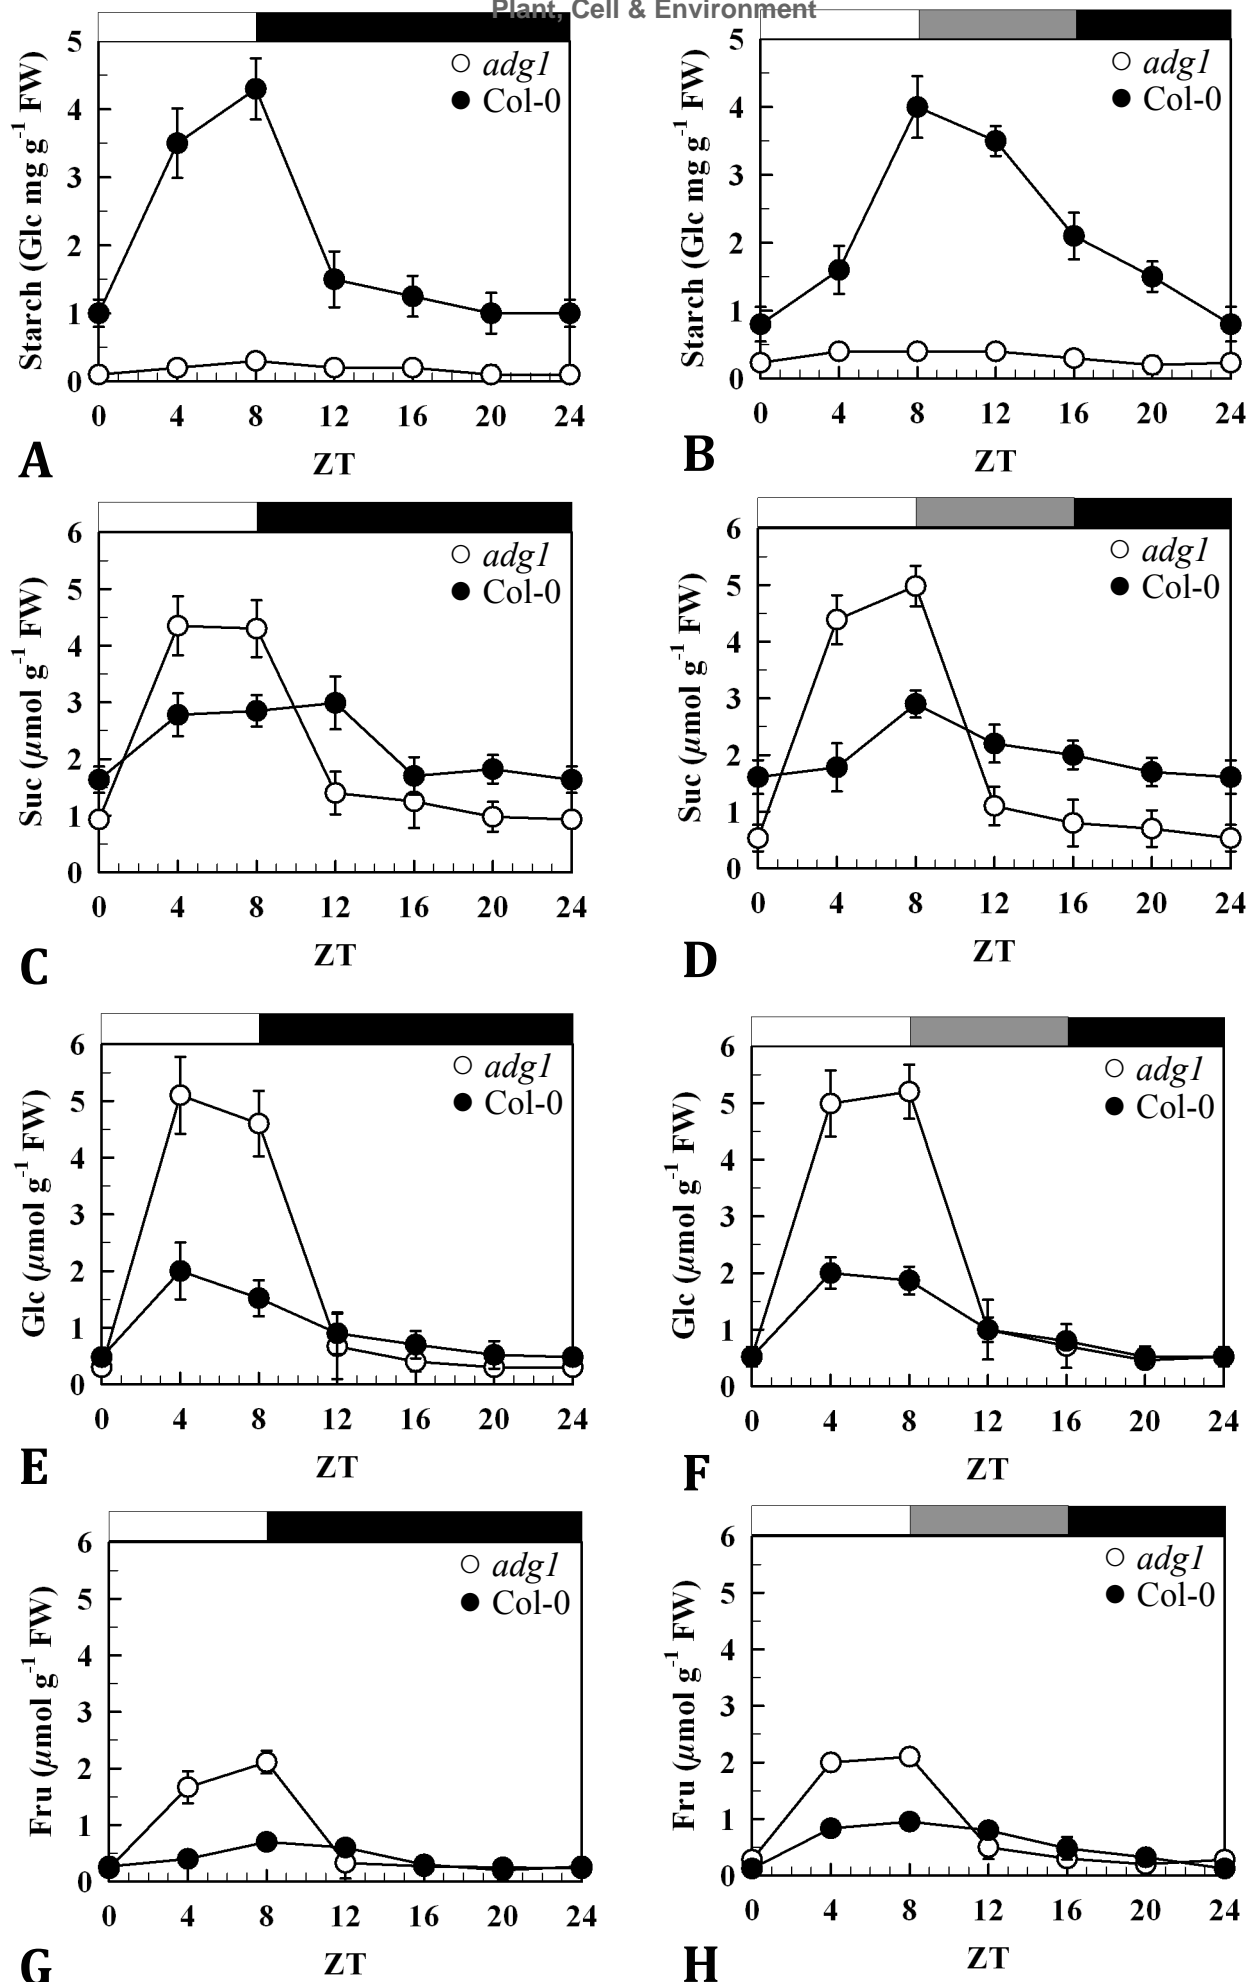 Plant, Cell & Environment
5
4
3
2
1
0
Starch (Glc mg g-1 FW)
adg1
Col-0
0 4 8 12 16 20 24
ZT
A
5
4
3
2
1
0
Starch (Glc mg g-1 FW)
adg1
Col-0
0 4 8 12 16 20 24
ZT
B
6
5
4
3
2
1
0
Suc (µmol g-1 FW)
adg1
Col-0
0 4 8 12 16 20 24
ZT
C
6
5
4
3
2
1
0
Suc (µmol g-1 FW)
adg1
Col-0
0 4 8 12 16 20 24
ZT
D
6
5
4
3
2
1
0
Glc (µmol g-1 FW)
adg1
Col-0
0 4 8 12 16 20 24
ZT
E
6
5
4
3
2
1
0
Glc (µmol g-1 FW)
adg1
Col-0
0 4 8 12 16 20 24
ZT
F
6
5
4
3
2
1
0
Fru (µmol g-1 FW)
adg1
Col-0
0 4 8 12 16 20 24
ZT
G
6
5
4
3
2
1
0
Fru (µmol g-1 FW)
adg1
Col-0
0 4 8 12 16 20 24
ZT
H